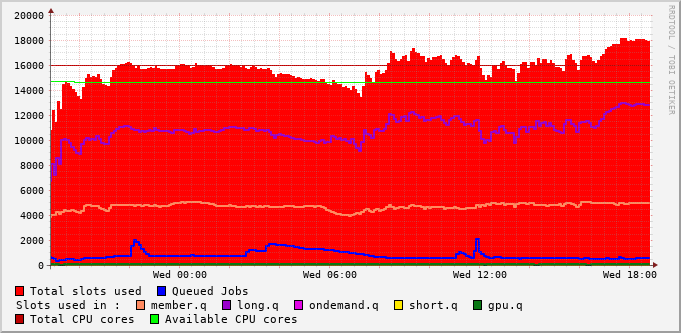 20000
18000
16000
14000
12000
10000
8000
6000
4000
2000
0
Wed 00:00 Wed 06:00 Wed 12:00 Wed 18:00
RRDTOOL / TOBI OETIKER
Total slots used Queued Jobs
Slots used in : member.q long.q ondemand.q short.q gpu.q
Total CPU cores Available CPU cores